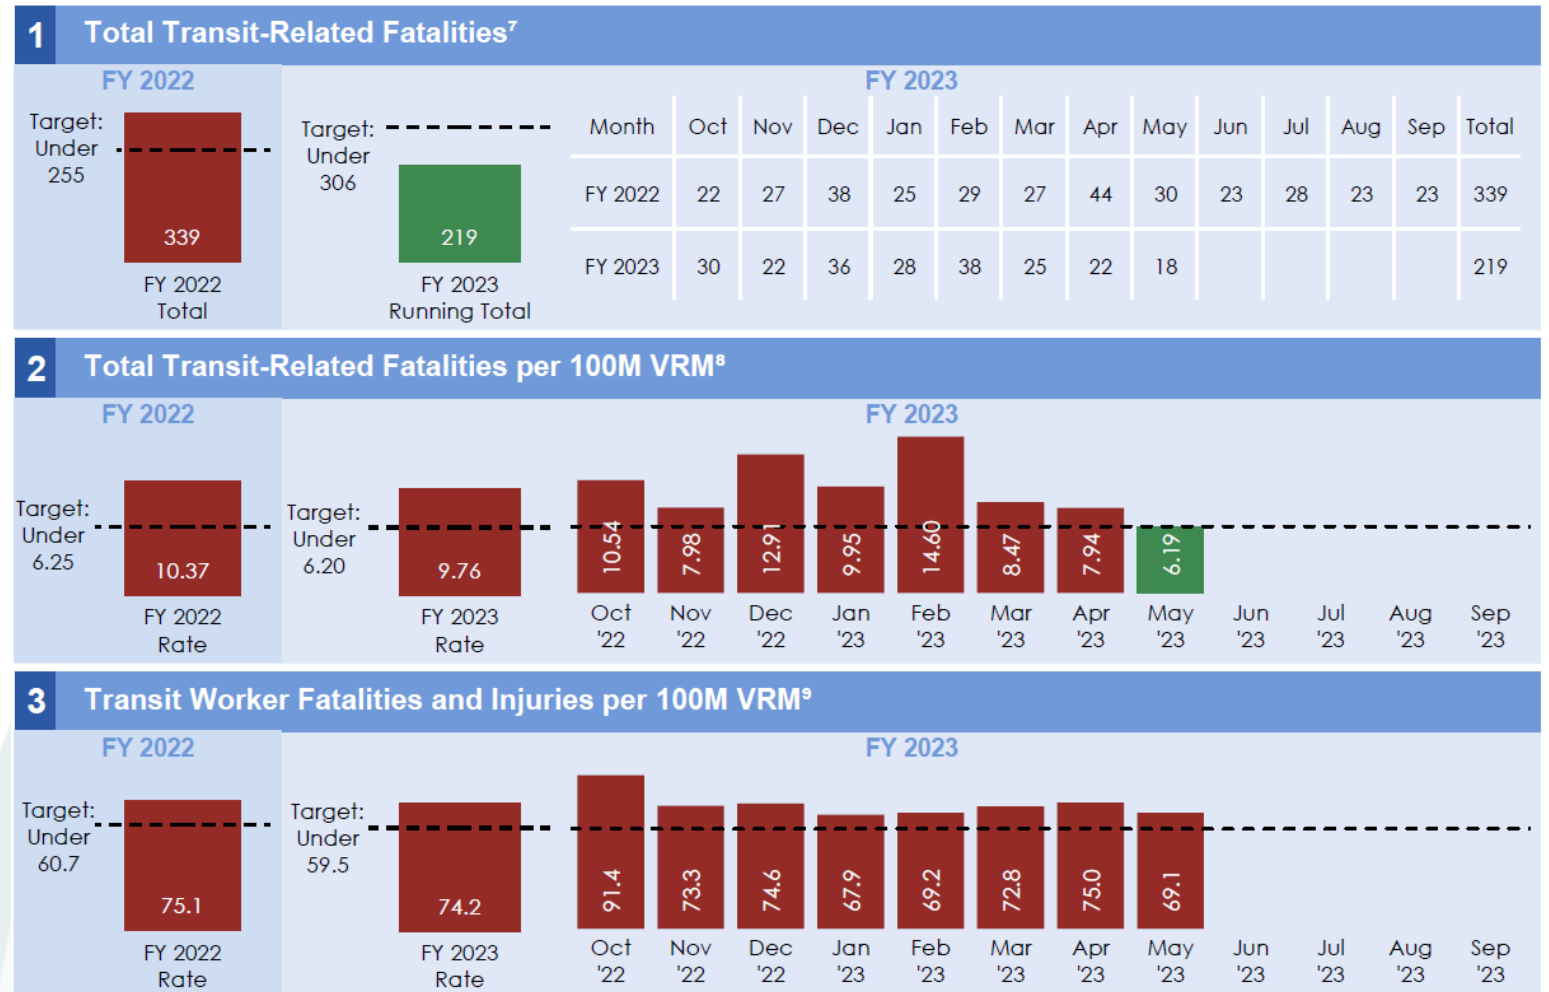 1 Total Transit-Related Fatalities⁷
FY 2022
Target:
Under
255
339
FY 2022
Total
FY 2023
Target:
Under
306
219
FY 2023
Running Total
Month Oct Nov Dec Jan Feb Mar Apr May Jun Jul Aug Sep Total
FY 2022 22 27 38 25 29 27 44 30 23 28 23 23 339
FY 2023 30 22 36 28 38 25 22 18 219
2 Total Transit-Related Fatalities per 100M VRM⁸
FY 2022
Target:
Under
6.25
10.37
FY 2022
Rate
FY 2023
Target:
Under
6.20
9.76
FY 2023
Rate
10.54 7.98 12.91 9.95 14.60 8.47 7.94 6.19
Oct Nov Dec Jan Feb Mar Apr May Jun Jul Aug Sep
'22 '22 '22 '23 '23 '23 '23 '23 '23 '23 '23 '23
3 Transit Worker Fatalities and Injuries per 100M VRM⁹
FY 2022
Target:
Under
60.7
75.1
FY 2022
Rate
FY 2023
Target:
Under
59.5
74.2
FY 2023
Rate
91.4 73.3 74.6 67.9 69.2 72.8 75.0 69.1
Oct Nov Dec Jan Feb Mar Apr May Jun Jul Aug Sep
'22 '22 '22 '23 '23 '23 '23 '23 '23 '23 '23 '23